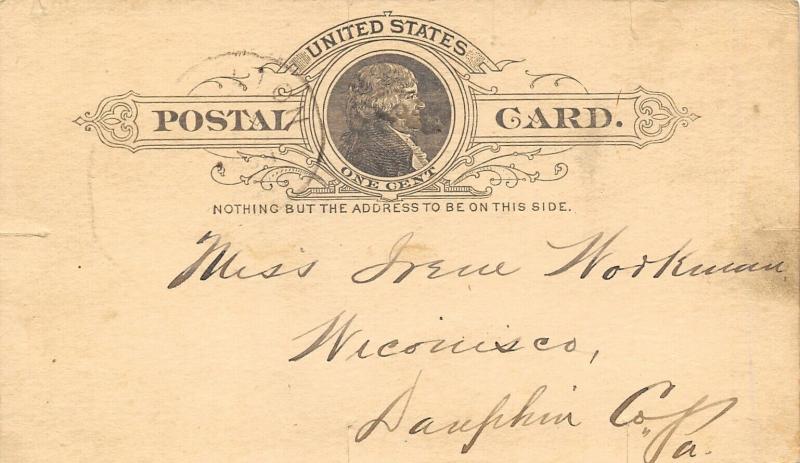 UNITED STATES
POSTAL CARD.
ONE CENT
NOTHING BUT THE ADDRESS TO BE ON THIS SIDE.
Miss Irene Workman
Wiconisco,
Dauphin Co.,
Pa.